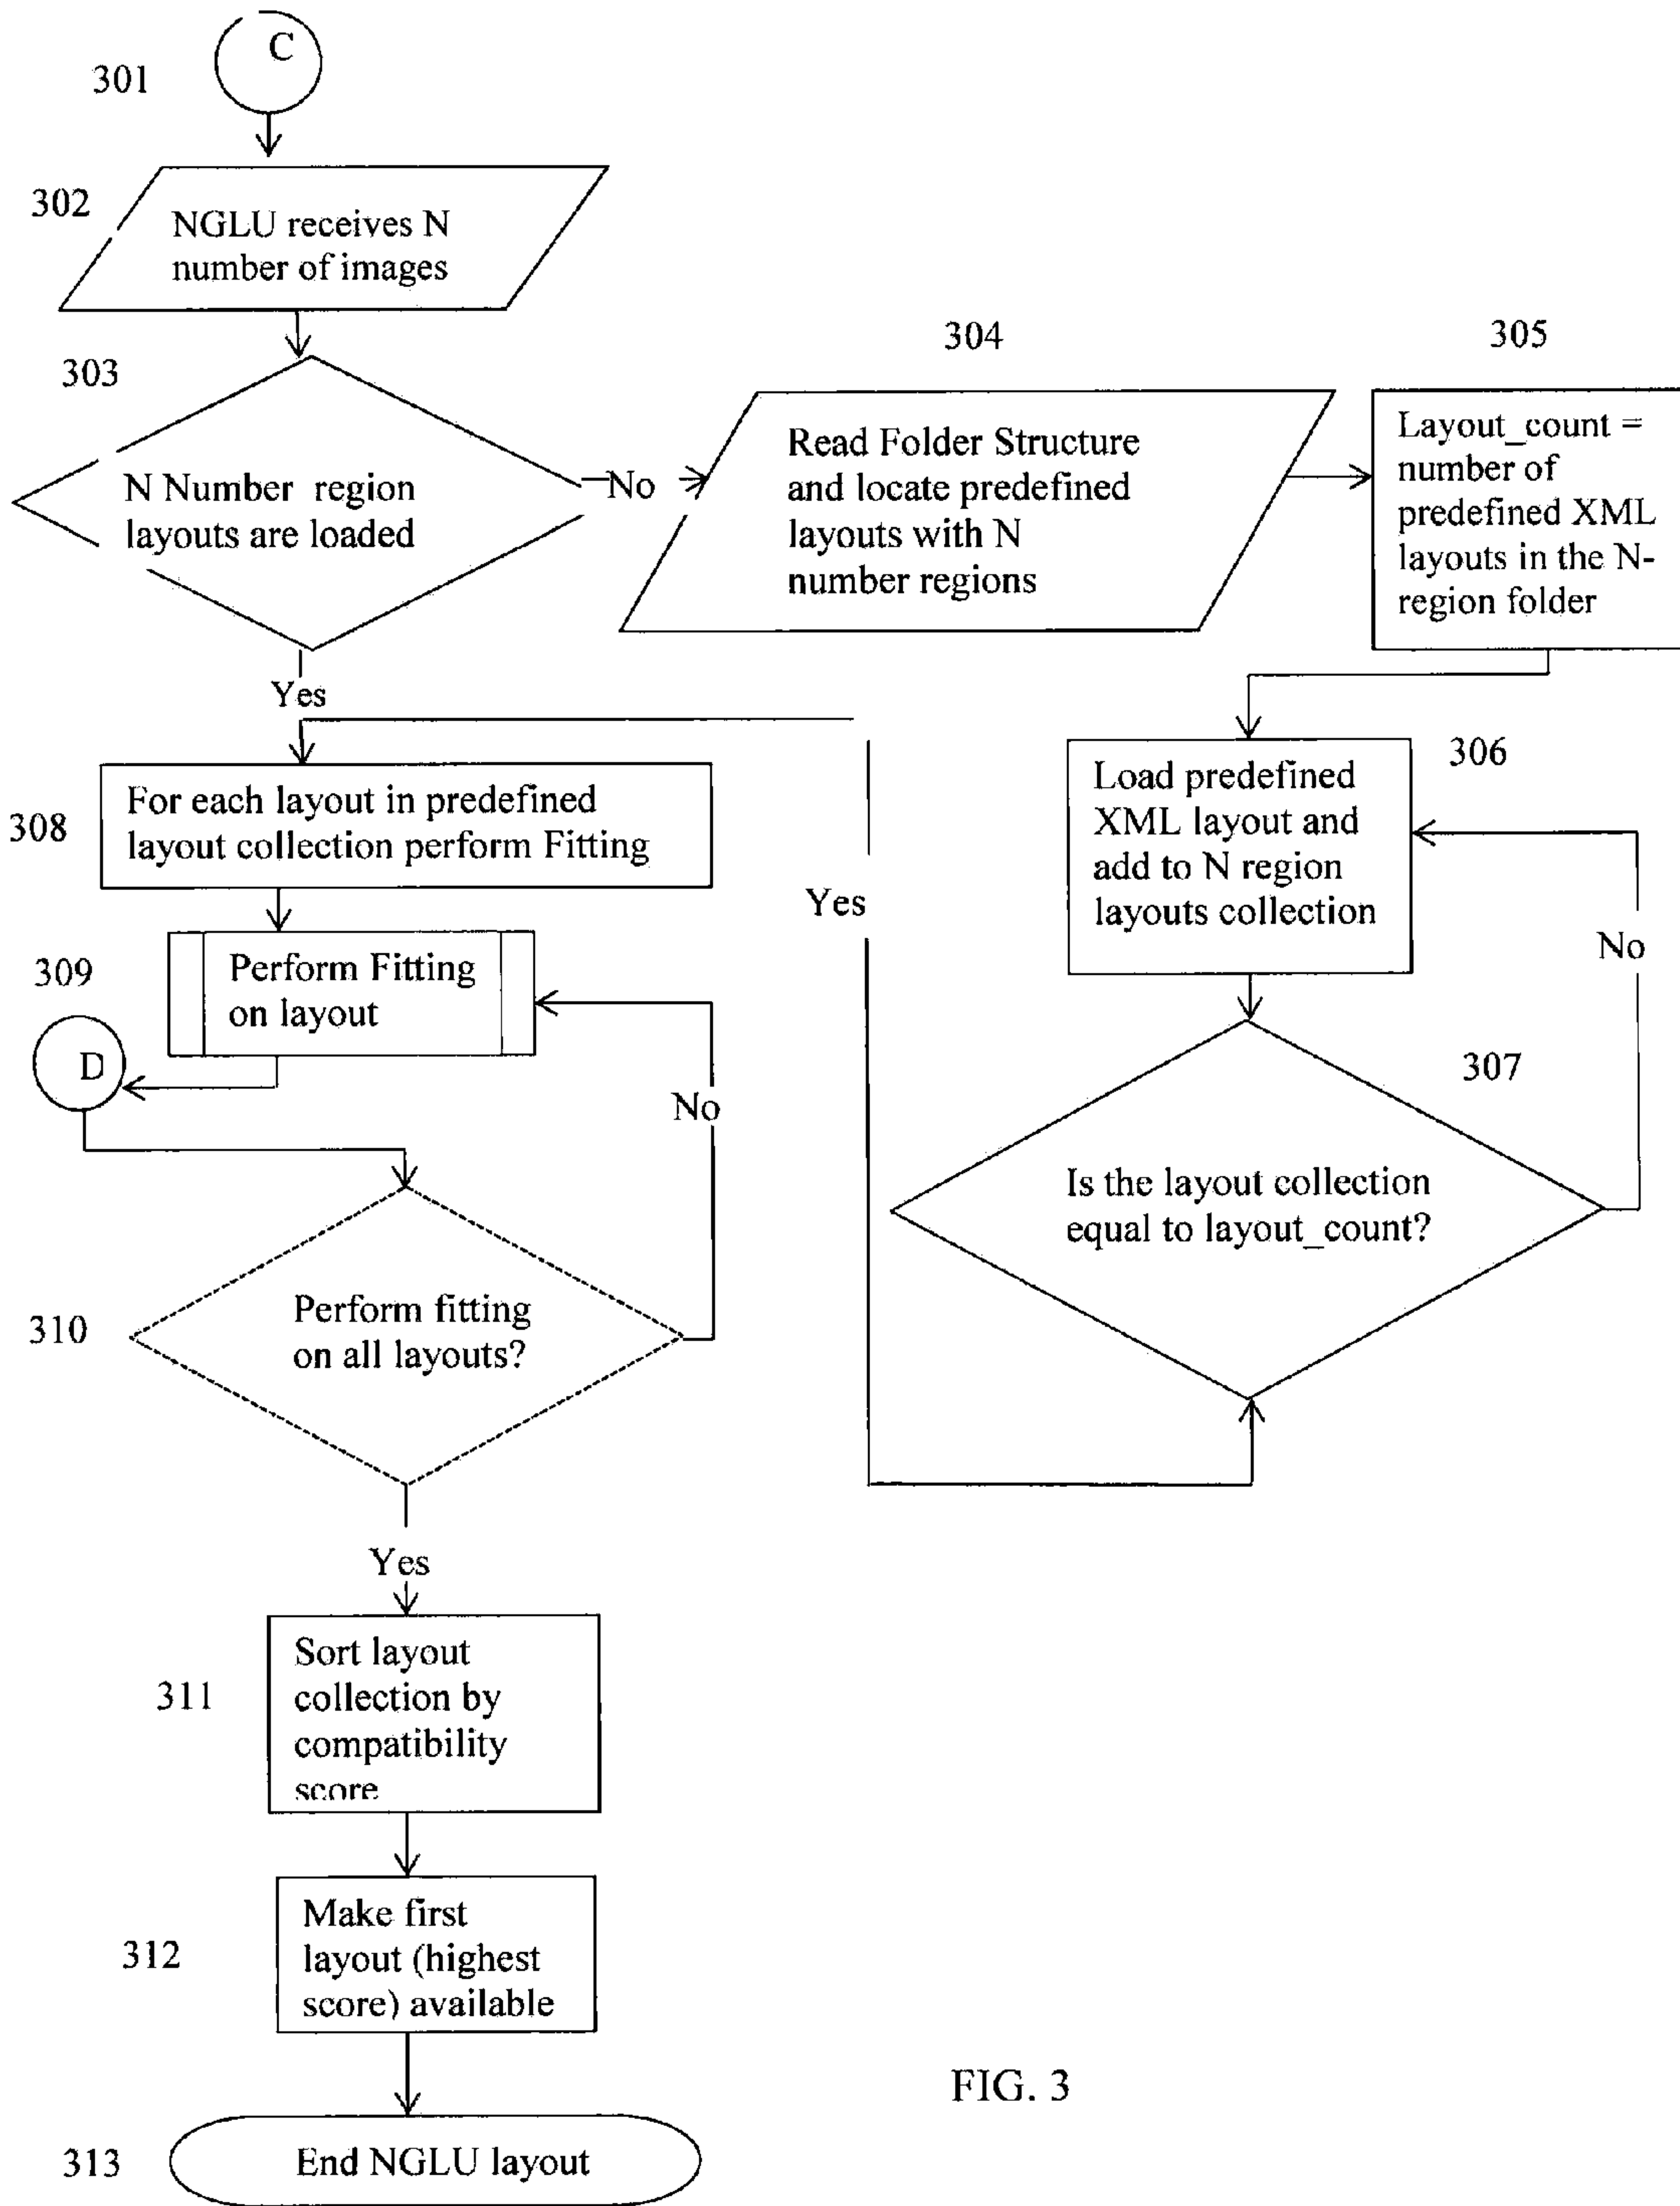 301
C
302
NGLU receives N
number of images
303
N Number region
layouts are loaded
No
304
Read Folder Structure
and locate predefined
layouts with N
number regions
305
Layout_count =
number of
predefined XML
layouts in the N-
region folder
Yes
306
Load predefined
XML layout and
add to N region
layouts collection
No
307
Is the layout collection
equal to layout_count?
Yes
308
For each layout in predefined
layout collection perform Fitting
309
Perform Fitting
on layout
D
No
310
Perform fitting
on all layouts?
Yes
311
Sort layout
collection by
compatibility
score
312
Make first
layout (highest
score) available
313
End NGLU layout
FIG. 3